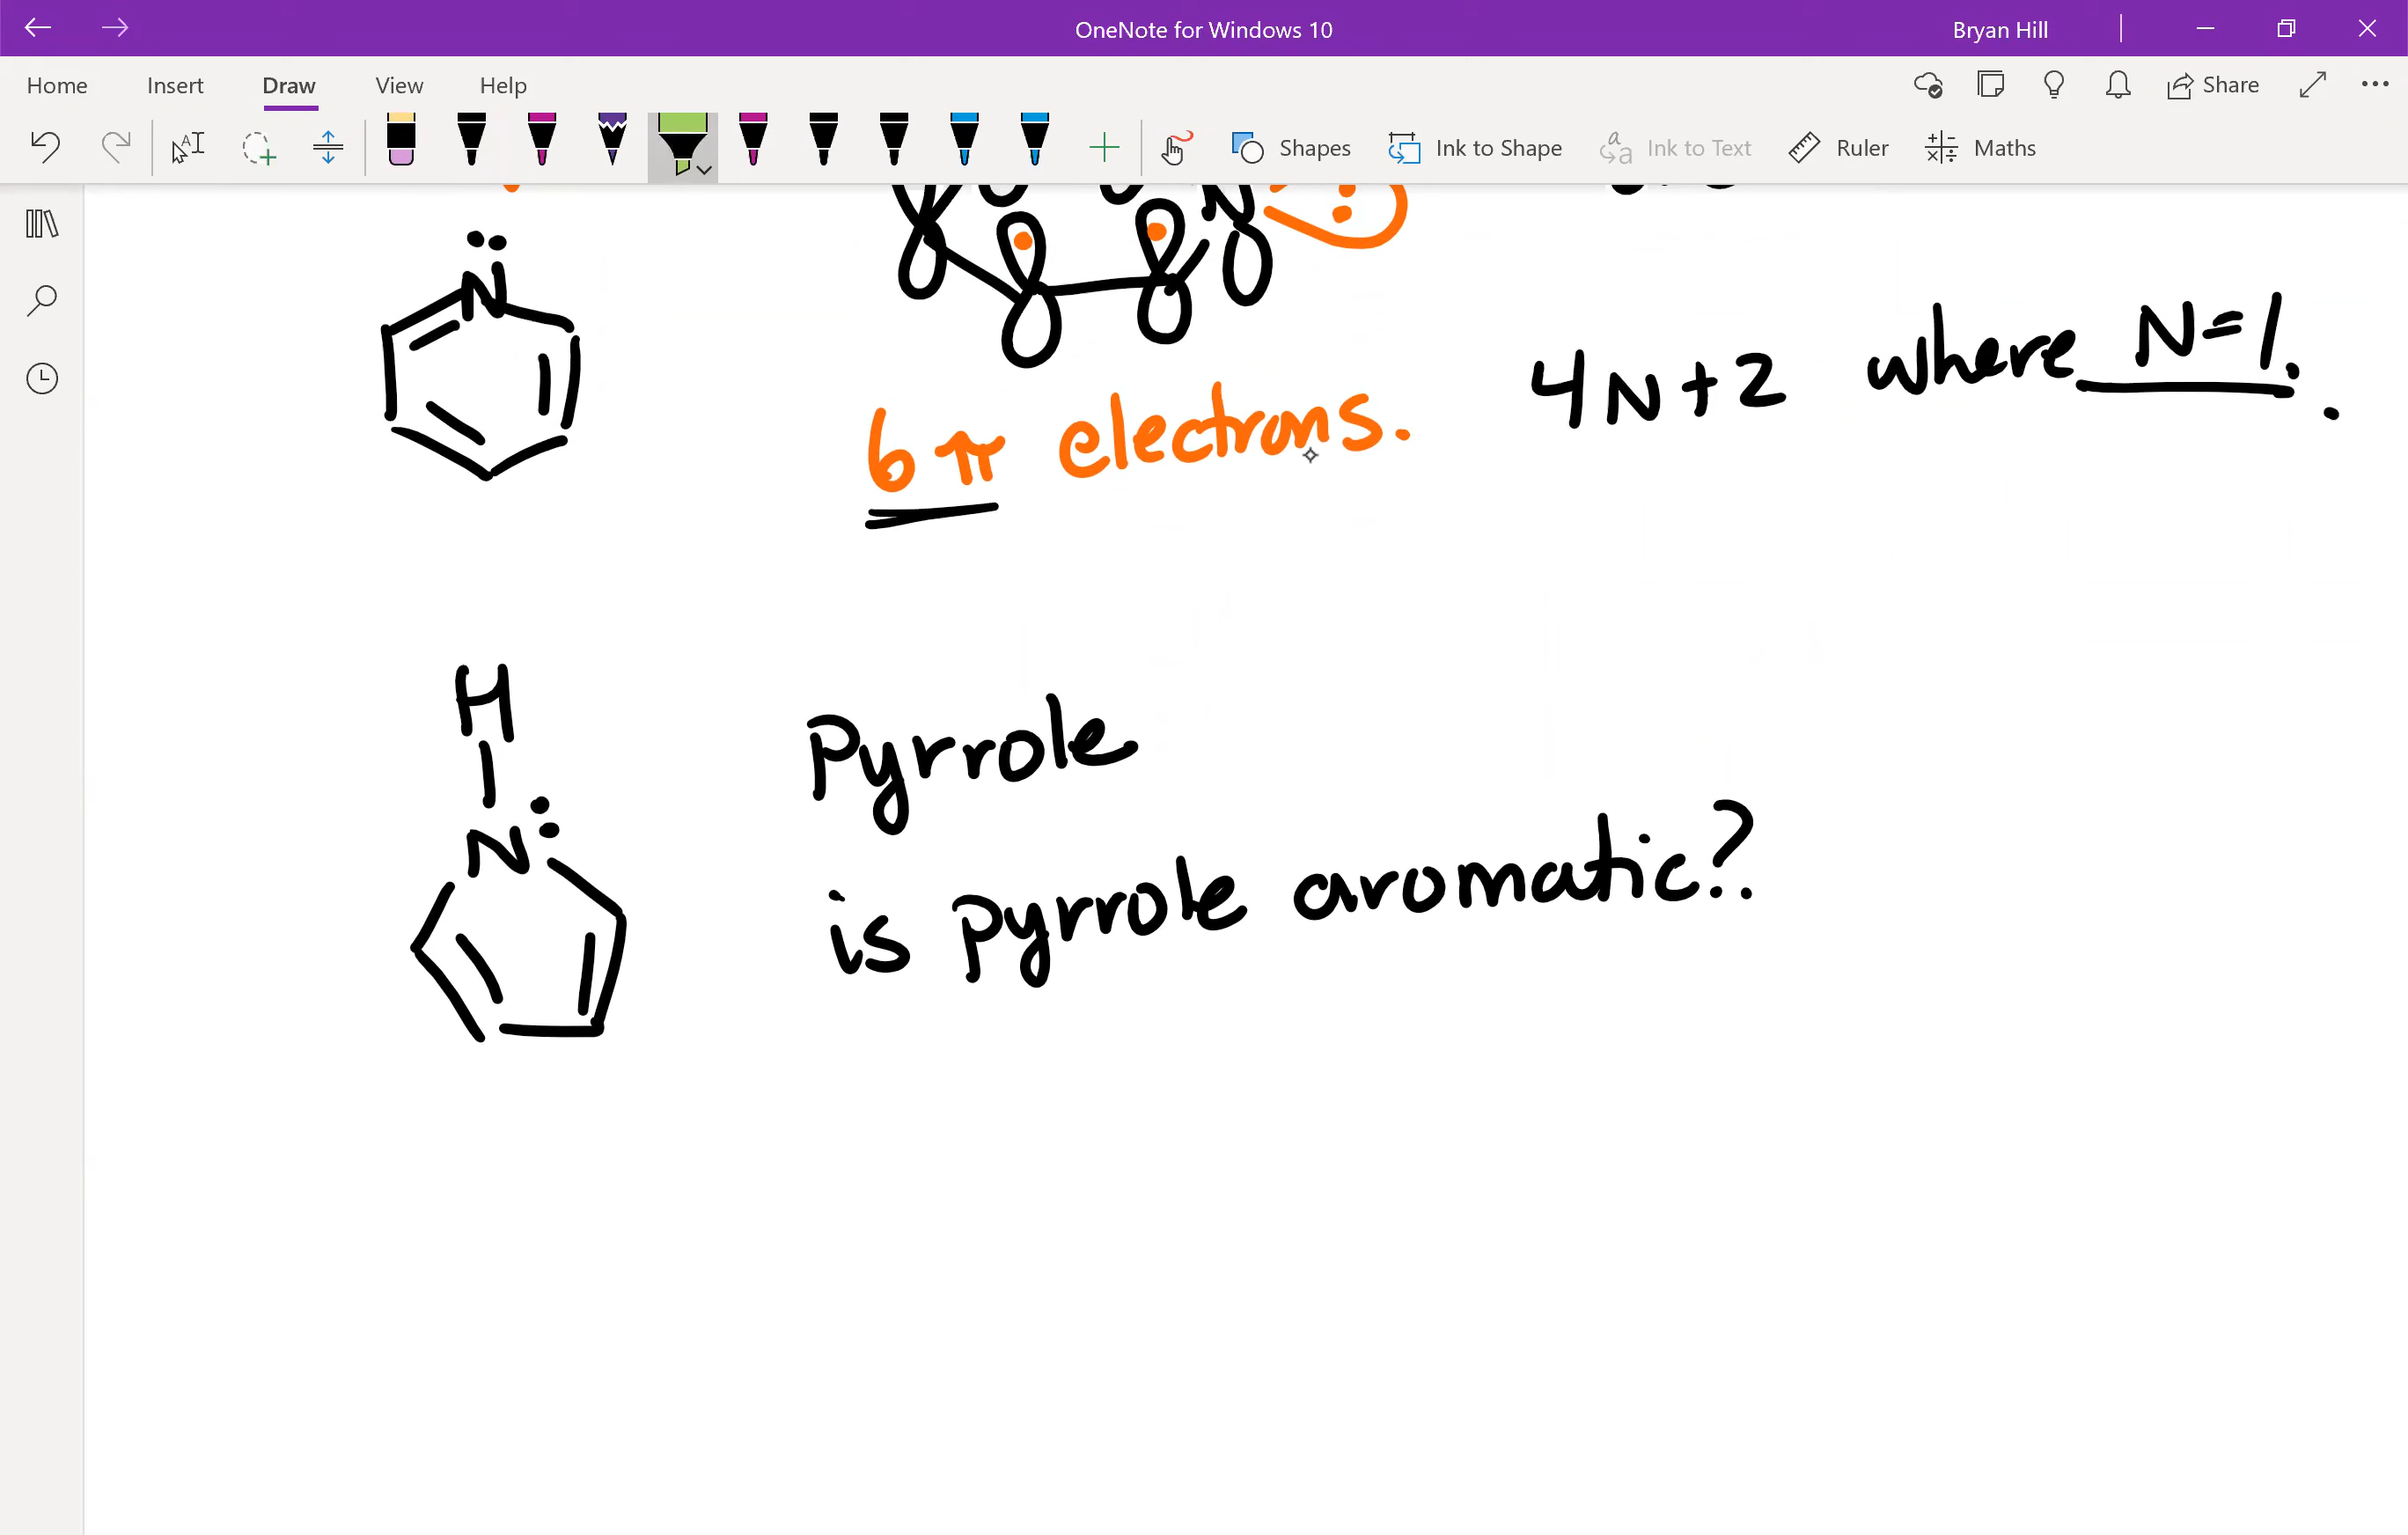 OneNote for Windows 10
Bryan Hill
Home Insert Draw View Help
Share
Shapes Ink to Shape Ink to Text Ruler Maths
N
N
4N+2 where N=1.
6π electrons.
H
N
Pyrrole
is pyrrole aromatic?